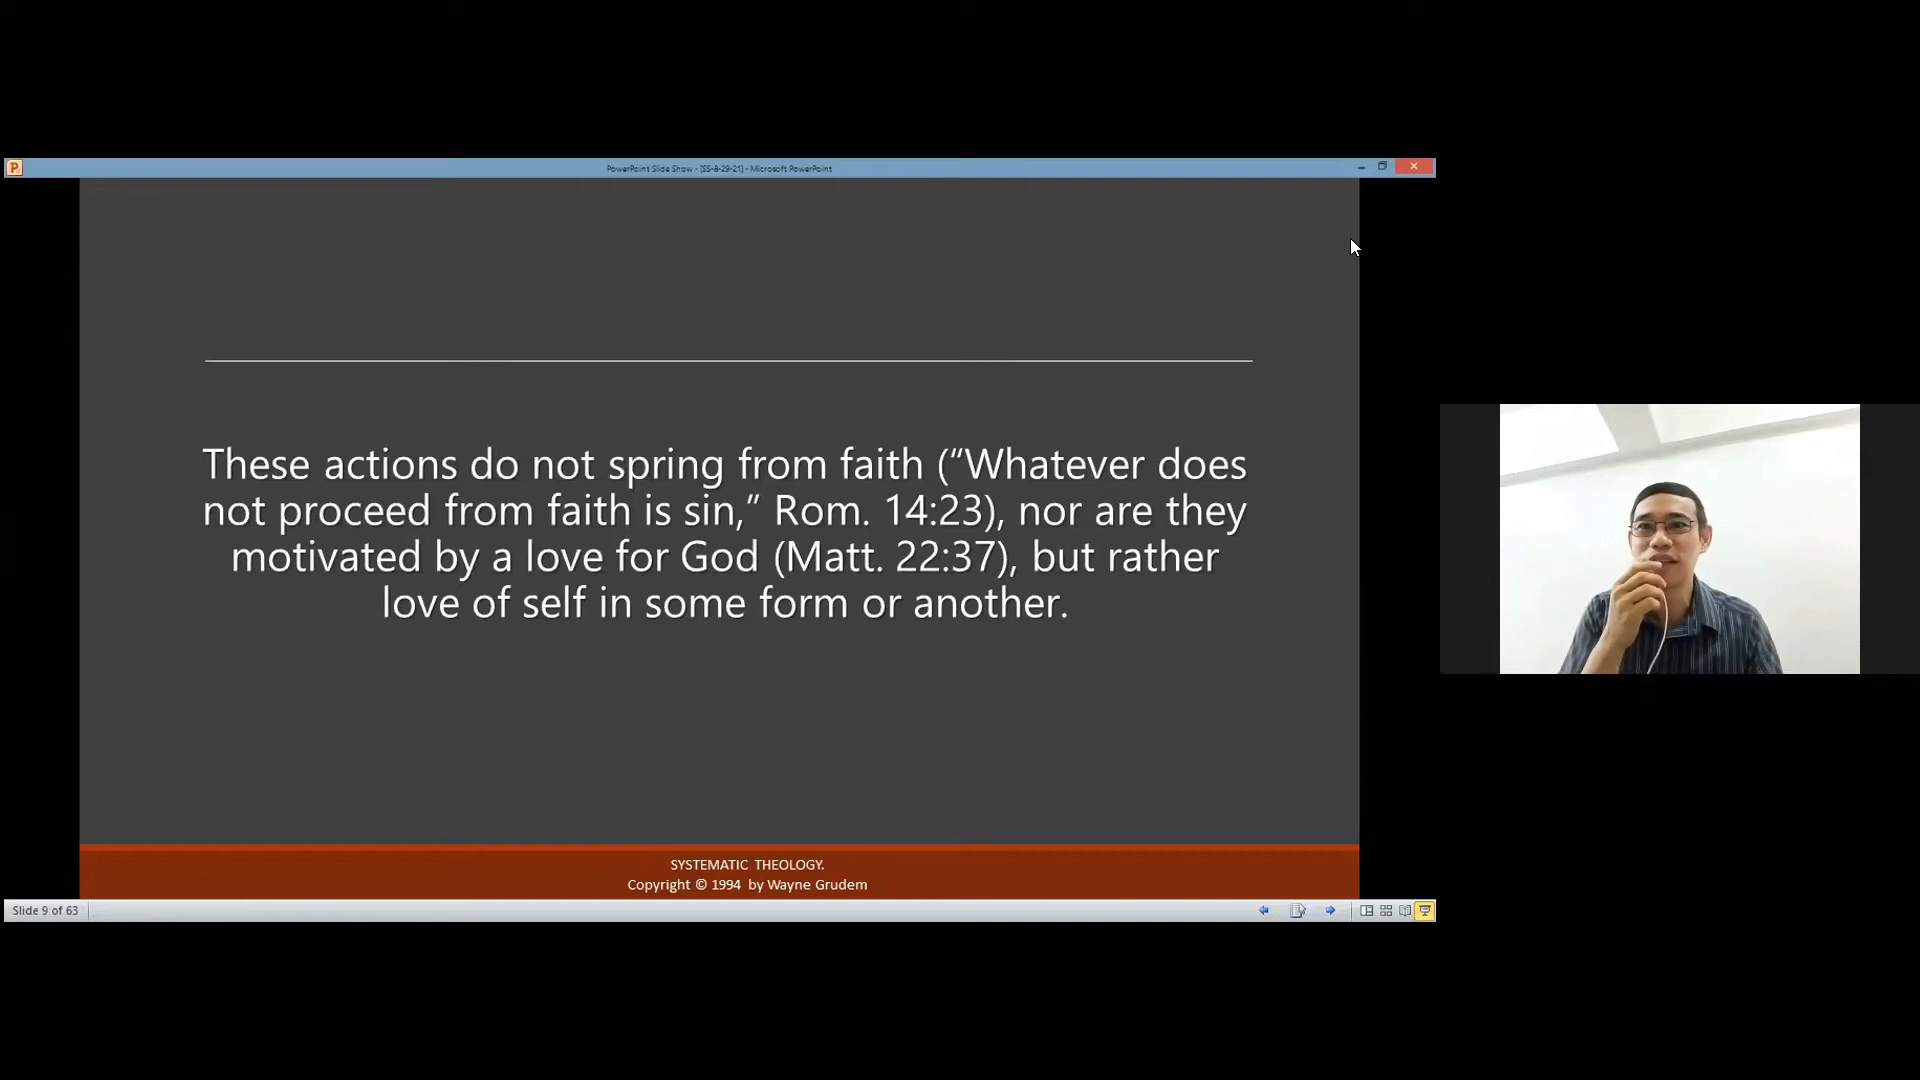 PowerPoint Slide Show - [SS-8-29-21] - Microsoft PowerPoint
These actions do not spring from faith (“Whatever does
not proceed from faith is sin,” Rom. 14:23), nor are they
motivated by a love for God (Matt. 22:37), but rather
love of self in some form or another.
SYSTEMATIC THEOLOGY.
Copyright © 1994 by Wayne Grudem
Slide 9 of 63